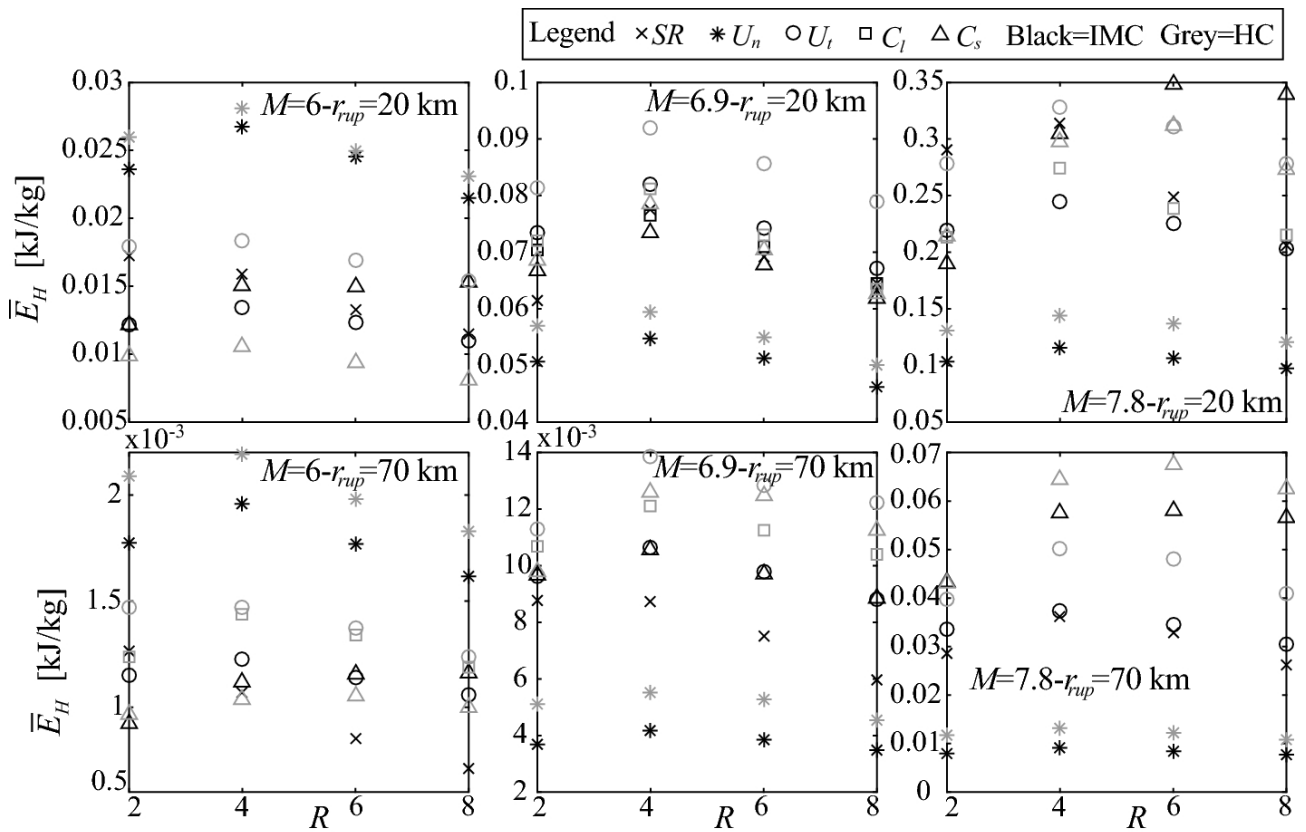 Legend × SR ∗ Uₙ ○ Uₜ □ Cₗ △ Cₛ Black=IMC Grey=HC
0.03 0.1 0.35
M=6-r_rup=20 km M=6.9-r_rup=20 km
0.025 0.09 0.3
0.08 0.25
0.02 0.07 0.2
E̅_H [kJ/kg]
0.015 0.06 0.15
0.01 0.05 0.1
M=7.8-r_rup=20 km
0.005 0.04 0.05
x10⁻³ x10⁻³
14 0.07
M=6-r_rup=70 km M=6.9-r_rup=70 km
2 12 0.06
0.05
1.5 10 0.04
E̅_H [kJ/kg]
8 0.03
1 6 0.02
M=7.8-r_rup=70 km
4 0.01
0.5 2 0
2 4 6 8 2 4 6 8 2 4 6 8
R R R